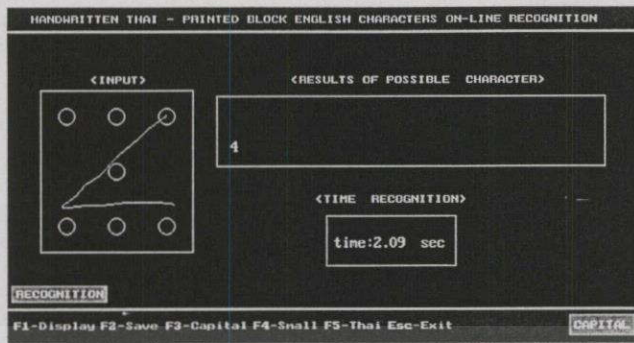 HANDWRITTEN THAI - PRINTED BLOCK ENGLISH CHARACTERS ON-LINE RECOGNITION
<INPUT>
<RESULTS OF POSSIBLE CHARACTER>
4
<TIME RECOGNITION>
time:2.09 sec
RECOGNITION
F1-Display F2-Save F3-Capital F4-Small F5-Thai Esc-Exit
CAPITAL